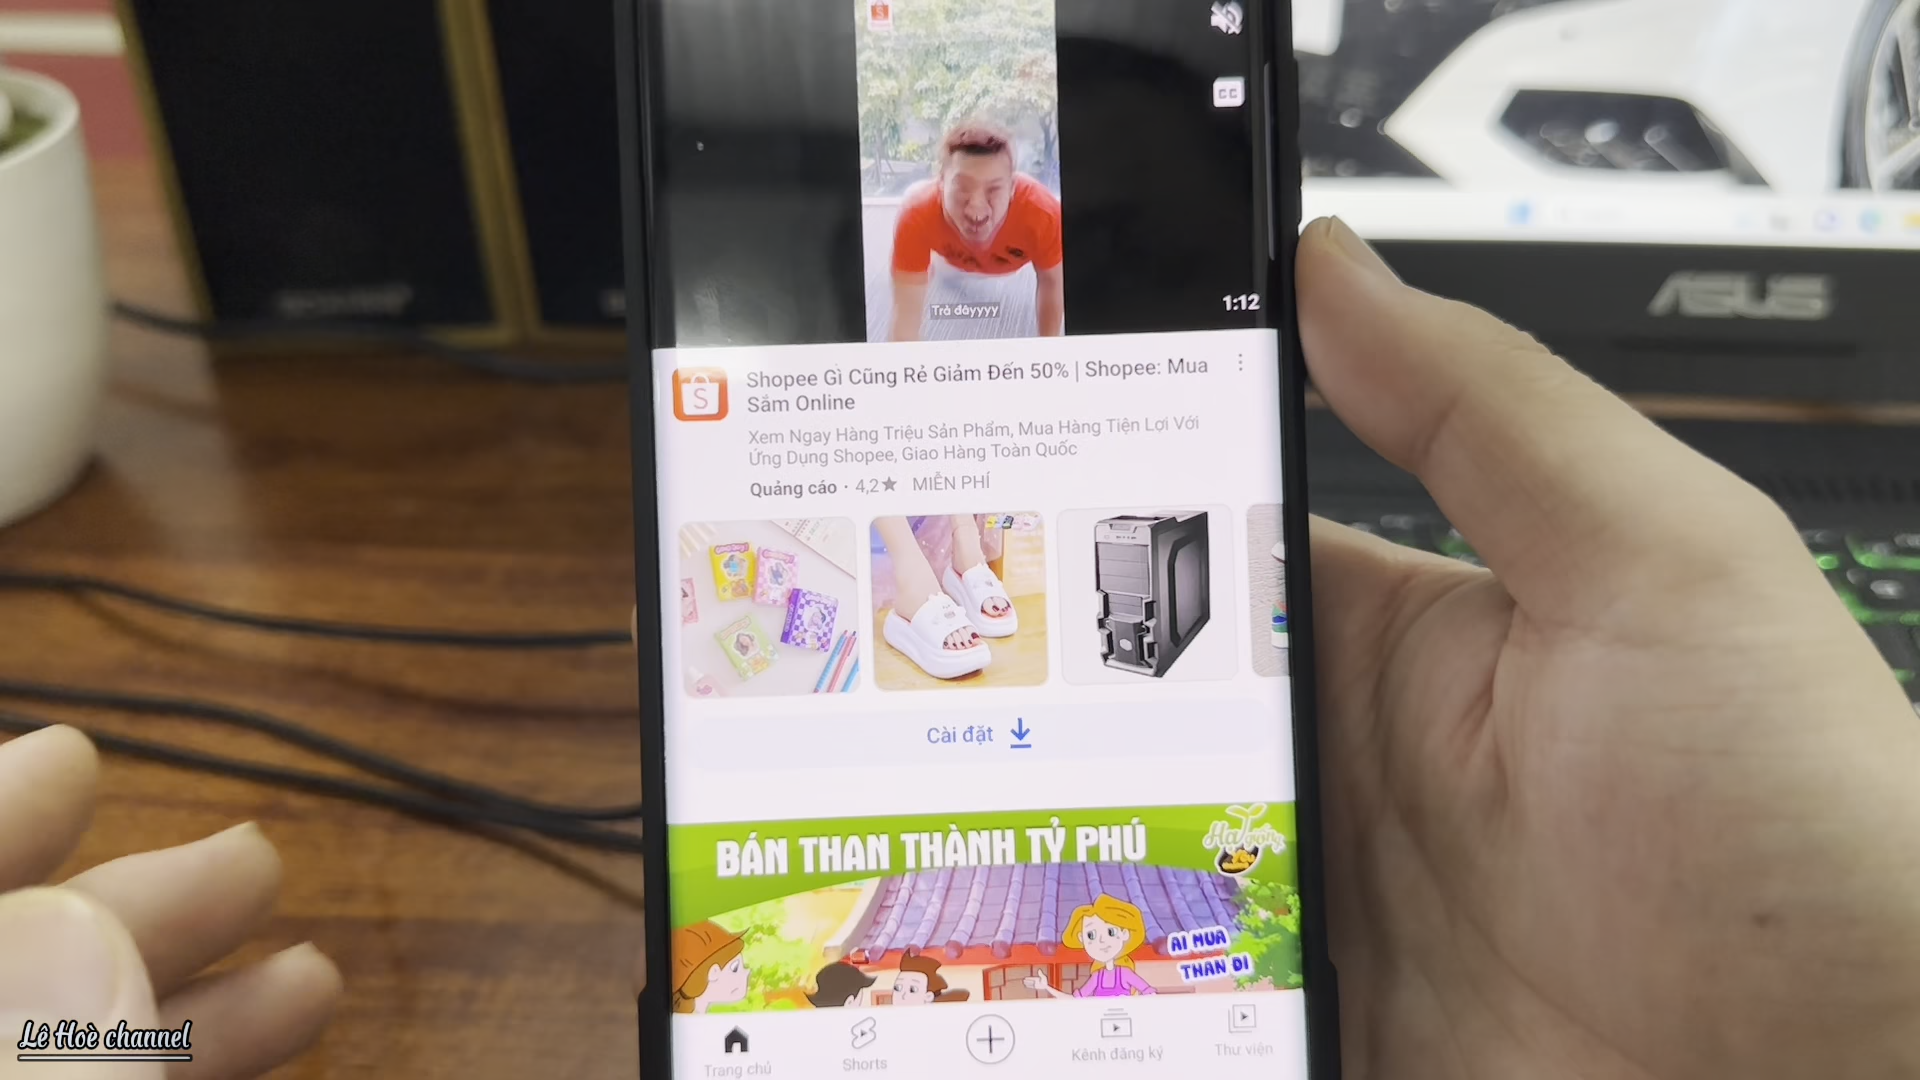 CC
Trả đâyyyy
1:12
Shopee Gì Cũng Rẻ Giảm Đến 50% | Shopee: Mua
Sắm Online
Xem Ngay Hàng Triệu Sản Phẩm, Mua Hàng Tiện Lợi Với
Ứng Dụng Shopee, Giao Hàng Toàn Quốc
Quảng cáo · 4,2★ MIỄN PHÍ
Cài đặt
BÁN THAN THÀNH TỶ PHÚ
AI MUA
THAN ĐI
Trang chủ
Shorts
Kênh đăng ký
Thư viện
ASUS
Lê Hoè channel